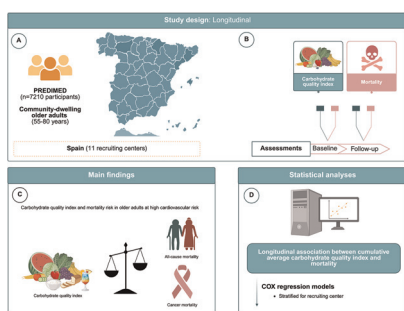 Study design: Longitudinal
A
PREDIMED
(n=7210 participants)
Community-dwelling
older adults
(55-80 years)
Spain (11 recruiting centers)
B
Carbohydrate
quality index
Mortality
Assessments
Baseline
Follow-up
Main findings
C
Carbohydrate quality index and mortality risk in older adults at high cardiovascular risk
All-cause mortality
Carbohydrate quality index
Cancer mortality
Statistical analyses
D
Longitudinal association between cumulative
average carbohydrate quality index and
mortality
COX regression models
• Stratified for recruiting center